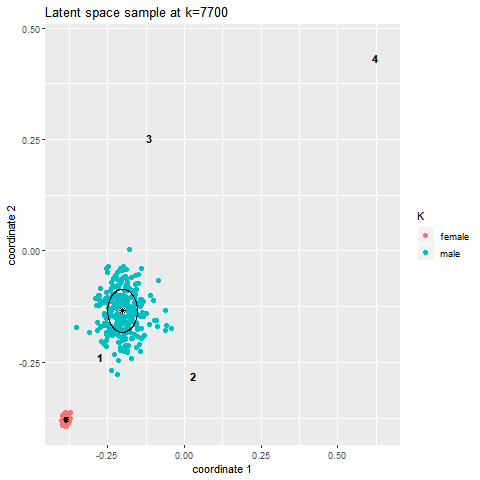 Latent space sample at k=7700
0.50
0.25
0.00
-0.25
coordinate 2
4
3
1
2
-0.25
0.00
0.25
0.50
coordinate 1
K
female
male